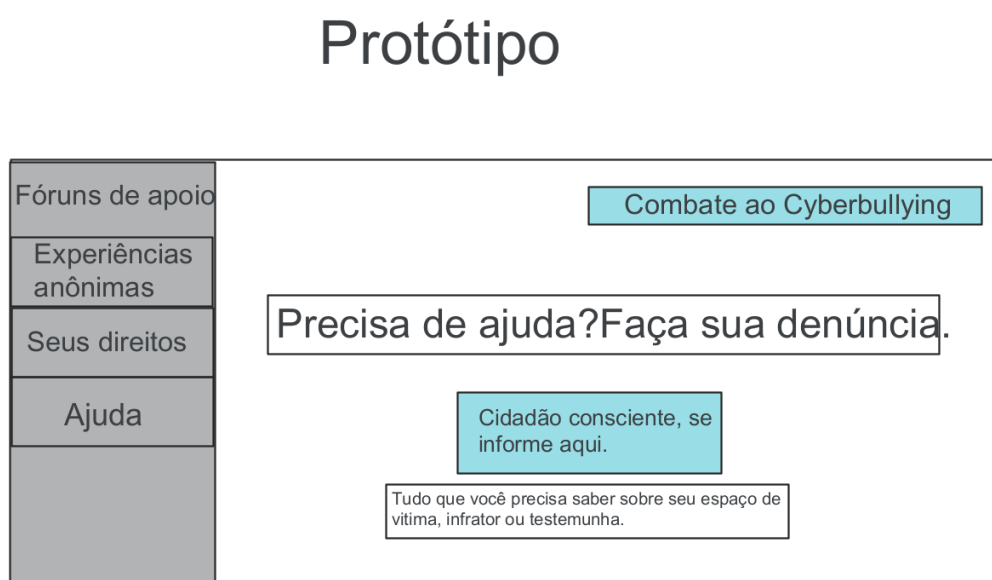 Protótipo
Fóruns de apoio
Experiências
anônimas
Seus direitos
Ajuda
Combate ao Cyberbullying
Precisa de ajuda?Faça sua denúncia.
Cidadão consciente, se
informe aqui.
Tudo que você precisa saber sobre seu espaço de
vitima, infrator ou testemunha.